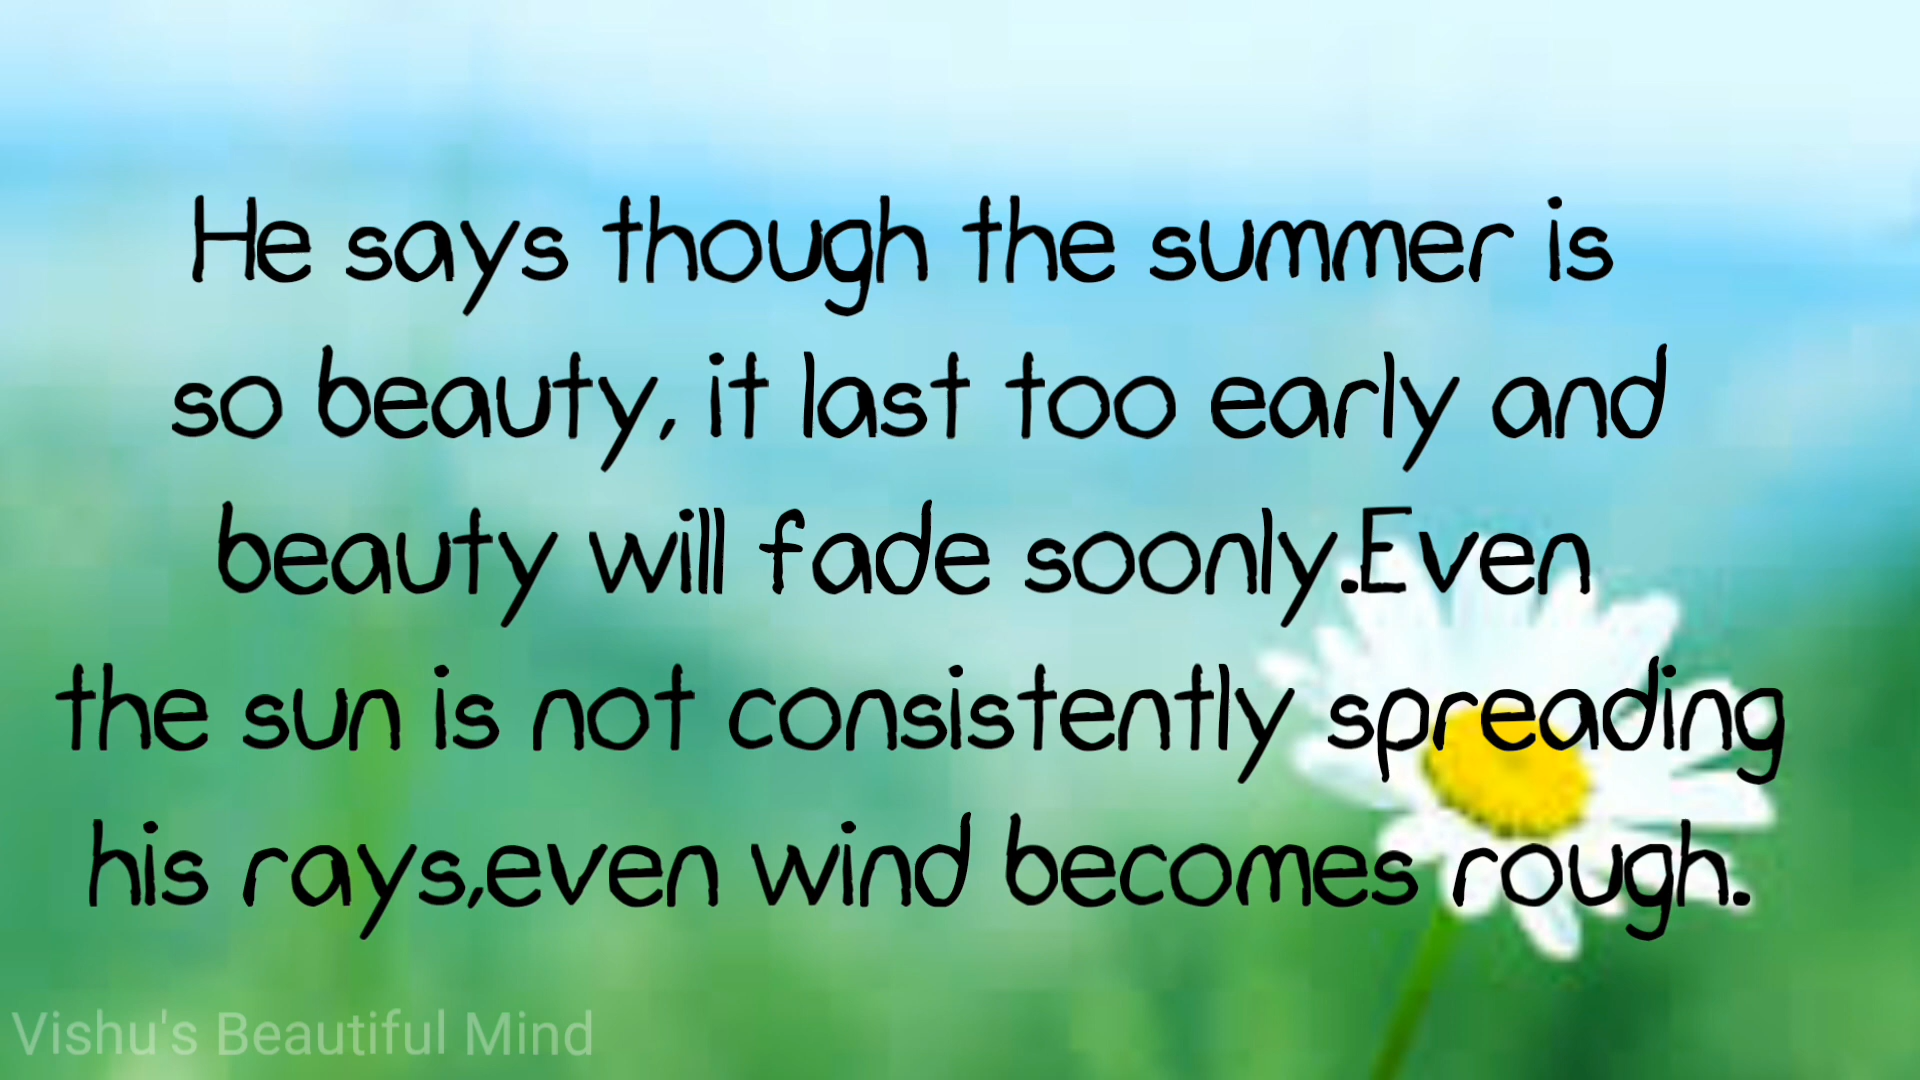 He says though the summer is
so beauty, it last too early and
beauty will fade soonly.Even
the sun is not consistently spreading
his rays,even wind becomes rough.
Vishu's Beautiful Mind